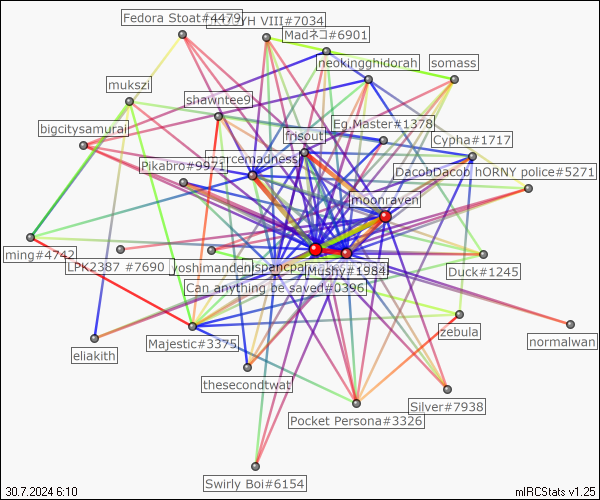 Fedora Stoat#4479
YH VIII#7034
Madネコ#6901
neokingghidorah
somass
mukszi
shawntee9
bigcitysamurai
Eg.Master#1378
frisout
Cypha#1717
Pikabro#9971
marcemadness
DacobDacob hORNY police#5271
moonraven
ming#4742
LPK2387 #7690
yoshimanden
ispancpa
Mushy#1984
Duck#1245
Can anything be saved#0396
zebula
Majestic#3375
normalwan
eliakith
thesecondtwat
Silver#7938
Pocket Persona#3326
Swirly Boi#6154
30.7.2024 6:10
mIRCStats v1.25